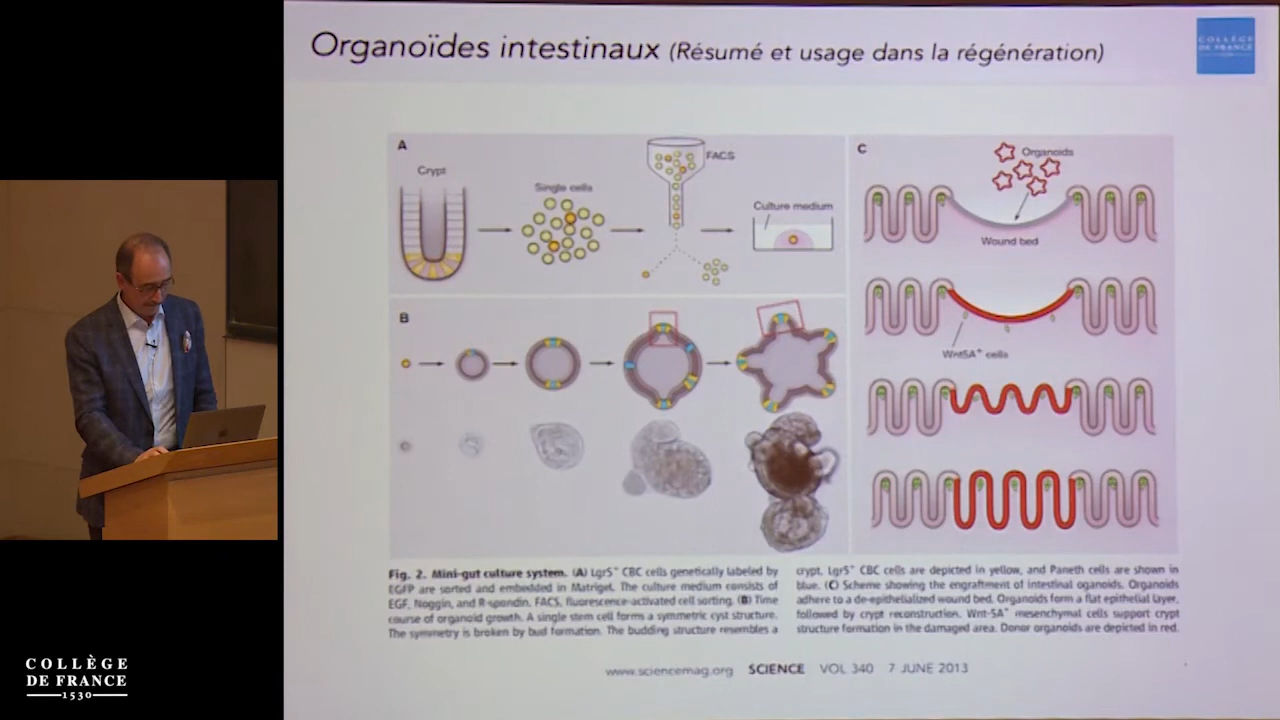 Organoïdes intestinaux (Résumé et usage dans la régénération)
COLLÈGE
DE FRANCE
1530
A
Crypt
Single cells
FACS
Culture medium
B
C
Organoids
Wound bed
Wnt5A+ cells
Fig. 2. Mini-gut culture system. (A) Lgr5+ CBC cells genetically labeled by
EGFP are sorted and embedded in Matrigel. The culture medium consists of
EGF, Noggin, and R-spondin. FACS, fluorescence-activated cell sorting. (B) Time
course of organoid growth. A single stem cell forms a symmetric cyst structure.
The symmetry is broken by bud formation. The budding structure resembles a
crypt. Lgr5+ CBC cells are depicted in yellow, and Paneth cells are shown in
blue. (C) Scheme showing the engraftment of intestinal oganoids. Organoids
adhere to a de-epithelialized wound bed. Organoids form a flat epithelial layer,
followed by crypt reconstruction. Wnt-5A+ mesenchymal cells support crypt
structure formation in the damaged area. Donor organoids are depicted in red.
www.sciencemag.org SCIENCE VOL 340 7 JUNE 2013
COLLÈGE
DE FRANCE
1530